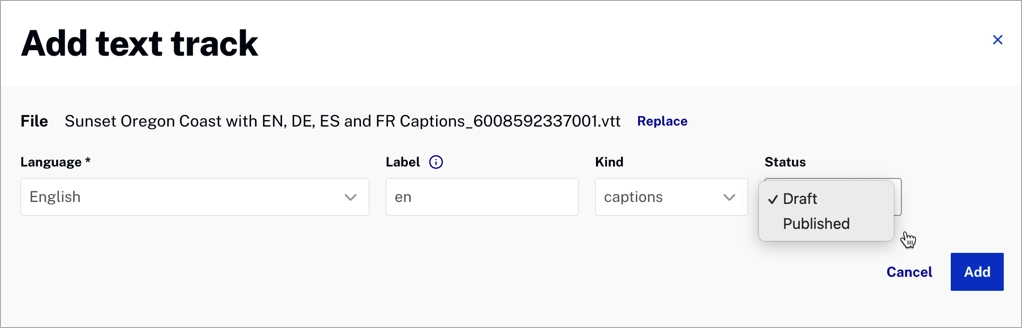 Add text track
File Sunset Oregon Coast with EN, DE, ES and FR Captions_6008592337001.vtt Replace
Language * Label Kind Status
English en captions Draft
Published
Cancel Add